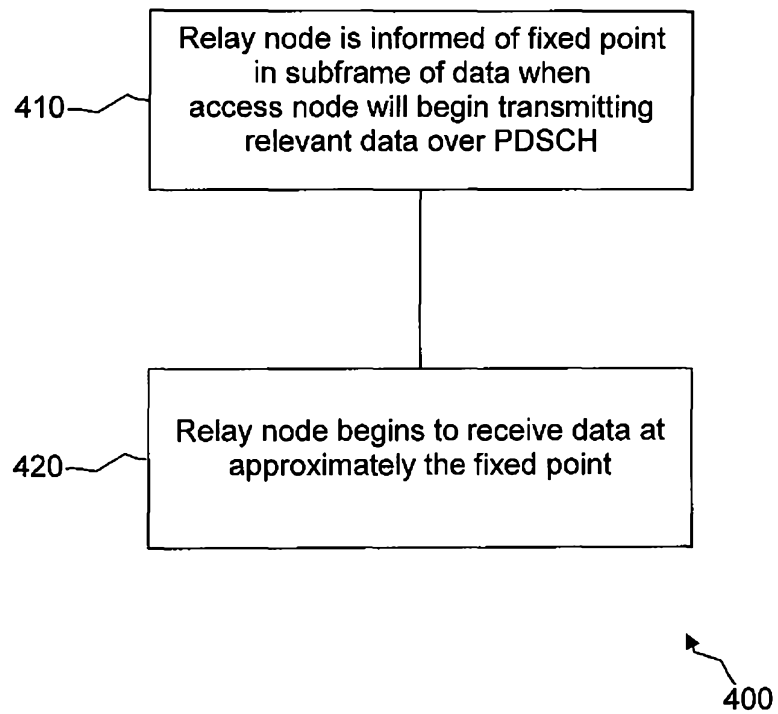 Relay node is informed of fixed point
in subframe of data when
access node will begin transmitting
relevant data over PDSCH
410
Relay node begins to receive data at
approximately the fixed point
420
400